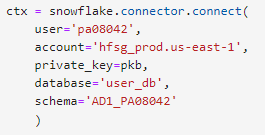 ctx = snowflake.connector.connect(
user='pa08042',
account='hfsg_prod.us-east-1',
private_key=pkb,
database='user_db',
schema='AD1_PA08042'
)